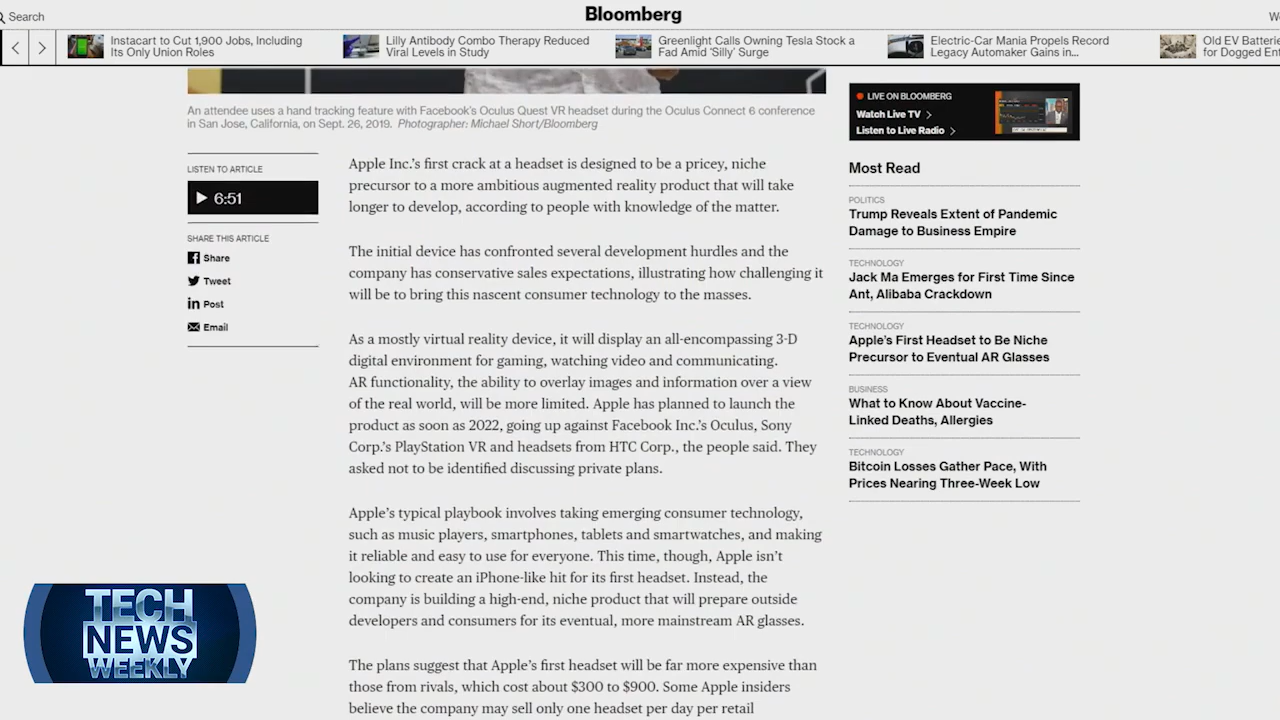 Search
Bloomberg
Instacart to Cut 1,900 Jobs, Including
Its Only Union Roles
Lilly Antibody Combo Therapy Reduced
Viral Levels in Study
Greenlight Calls Owning Tesla Stock a
Fad Amid 'Silly' Surge
Electric-Car Mania Propels Record
Legacy Automaker Gains in...
Old EV Batterie
for Dogged Ent
An attendee uses a hand tracking feature with Facebook's Oculus Quest VR headset during the Oculus Connect 6 conference
in San Jose, California, on Sept. 26, 2019. Photographer: Michael Short/Bloomberg
LISTEN TO ARTICLE
6:51
SHARE THIS ARTICLE
Share
Tweet
Post
Email
Apple Inc.’s first crack at a headset is designed to be a pricey, niche
precursor to a more ambitious augmented reality product that will take
longer to develop, according to people with knowledge of the matter.
The initial device has confronted several development hurdles and the
company has conservative sales expectations, illustrating how challenging it
will be to bring this nascent consumer technology to the masses.
As a mostly virtual reality device, it will display an all-encompassing 3-D
digital environment for gaming, watching video and communicating.
AR functionality, the ability to overlay images and information over a view
of the real world, will be more limited. Apple has planned to launch the
product as soon as 2022, going up against Facebook Inc.’s Oculus, Sony
Corp.’s PlayStation VR and headsets from HTC Corp., the people said. They
asked not to be identified discussing private plans.
Apple’s typical playbook involves taking emerging consumer technology,
such as music players, smartphones, tablets and smartwatches, and making
it reliable and easy to use for everyone. This time, though, Apple isn’t
looking to create an iPhone-like hit for its first headset. Instead, the
company is building a high-end, niche product that will prepare outside
developers and consumers for its eventual, more mainstream AR glasses.
The plans suggest that Apple’s first headset will be far more expensive than
those from rivals, which cost about $300 to $900. Some Apple insiders
believe the company may sell only one headset per day per retail
LIVE ON BLOOMBERG
Watch Live TV
Listen to Live Radio
Most Read
POLITICS
Trump Reveals Extent of Pandemic
Damage to Business Empire
TECHNOLOGY
Jack Ma Emerges for First Time Since
Ant, Alibaba Crackdown
TECHNOLOGY
Apple’s First Headset to Be Niche
Precursor to Eventual AR Glasses
BUSINESS
What to Know About Vaccine-
Linked Deaths, Allergies
TECHNOLOGY
Bitcoin Losses Gather Pace, With
Prices Nearing Three-Week Low
TECH
NEWS
WEEKLY